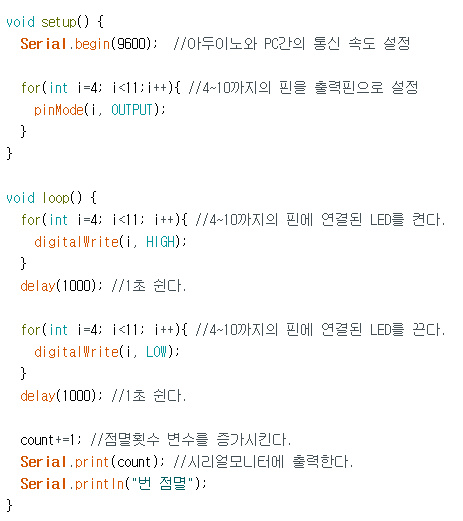 void setup() {
  Serial.begin(9600);  //아두이노와 PC간의 통신 속도 설정
  for(int i=4; i<11;i++){ //4~10까지의 핀을 출력핀으로 설정
    pinMode(i, OUTPUT);
  }
}
void loop() {
  for(int i=4; i<11; i++){ //4~10까지의 핀에 연결된 LED를 켠다.
    digitalWrite(i, HIGH);
  }
  delay(1000); //1초 쉰다.
  for(int i=4; i<11; i++){ //4~10까지의 핀에 연결된 LED를 끈다.
    digitalWrite(i, LOW);
  }
  delay(1000); //1초 쉰다.
  count+=1; //점멸횟수 변수를 증가시킨다.
  Serial.print(count); //시리얼모니터에 출력한다.
  Serial.println("번 점멸");
}